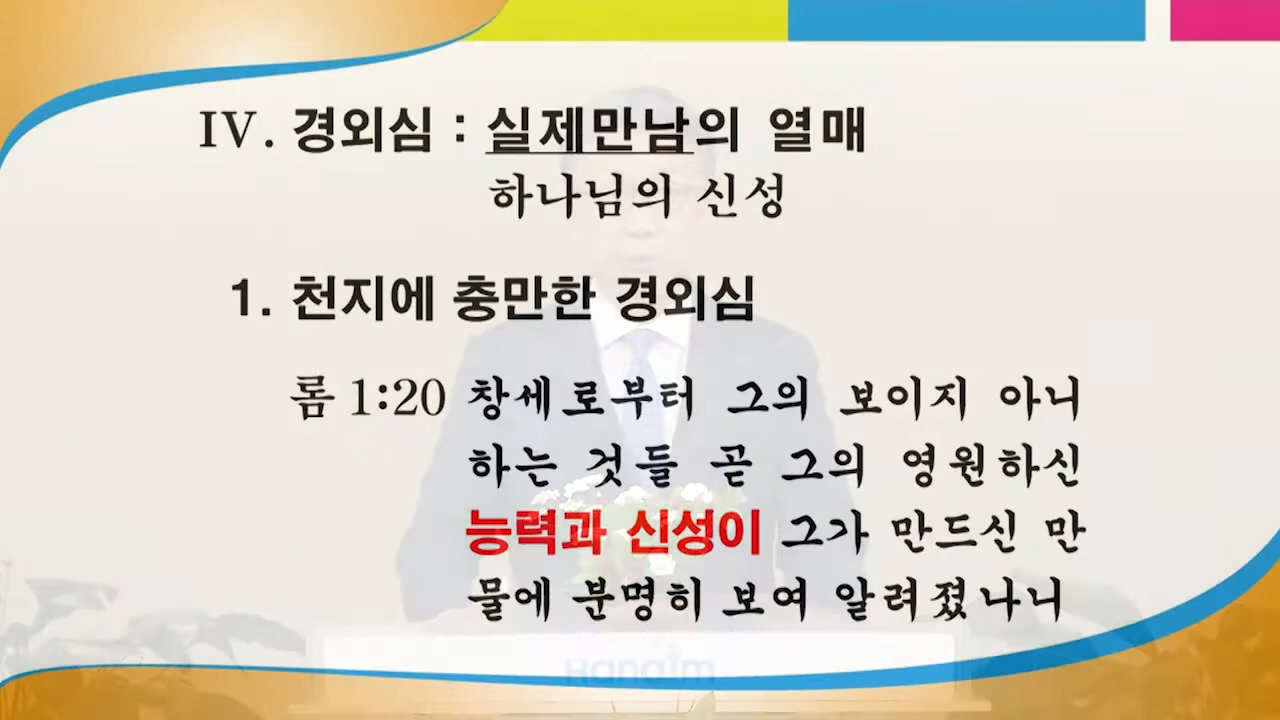 IV. 경외심 : 실제만남의 열매
하나님의 신성
1. 천지에 충만한 경외심
롬 1:20 창세로부터 그의 보이지 아니
하는 것들 곧 그의 영원하신
능력과 신성이 그가 만드신 만
물에 분명히 보여 알려졌나니
Hanaim